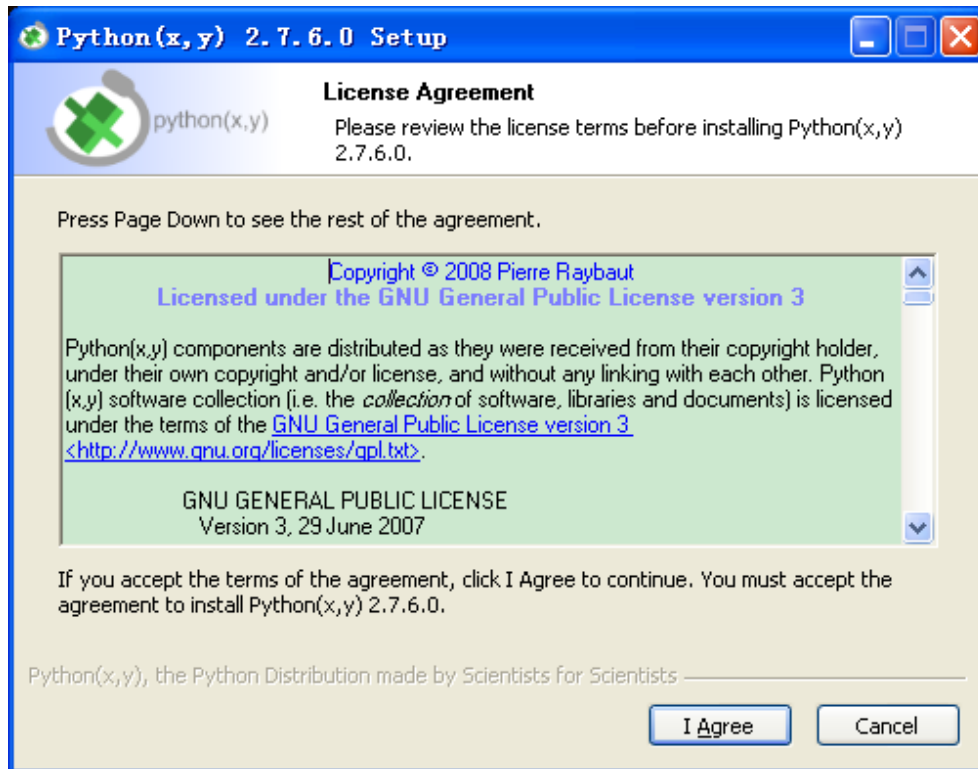 Python(x,y) 2.7.6.0 Setup
python(x,y)
License Agreement
Please review the license terms before installing Python(x,y)
2.7.6.0.
Press Page Down to see the rest of the agreement.
Copyright © 2008 Pierre Raybaut
Licensed under the GNU General Public License version 3
Python(x,y) components are distributed as they were received from their copyright holder,
under their own copyright and/or license, and without any linking with each other. Python
(x,y) software collection (i.e. the collection of software, libraries and documents) is licensed
under the terms of the GNU General Public License version 3
<http://www.gnu.org/licenses/gpl.txt>.
GNU GENERAL PUBLIC LICENSE
Version 3, 29 June 2007
If you accept the terms of the agreement, click I Agree to continue. You must accept the
agreement to install Python(x,y) 2.7.6.0.
Python(x,y), the Python Distribution made by Scientists for Scientists
I Agree
Cancel